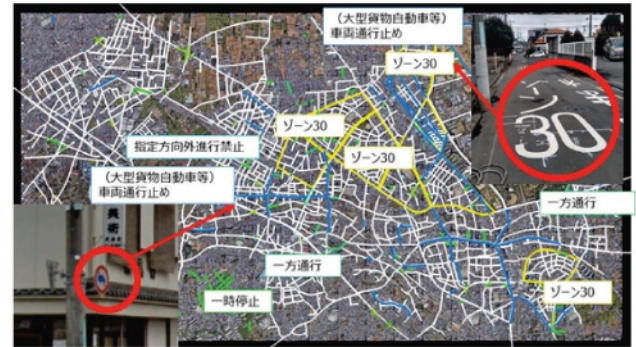 （大型貨物自動車等）
車両通行止め
ゾーン30
ゾーン
30
ゾーン30
ゾーン30
指定方向外進行禁止
（大型貨物自動車等）
車両通行止め
一方通行
美術
一方通行
一時停止
ゾーン30